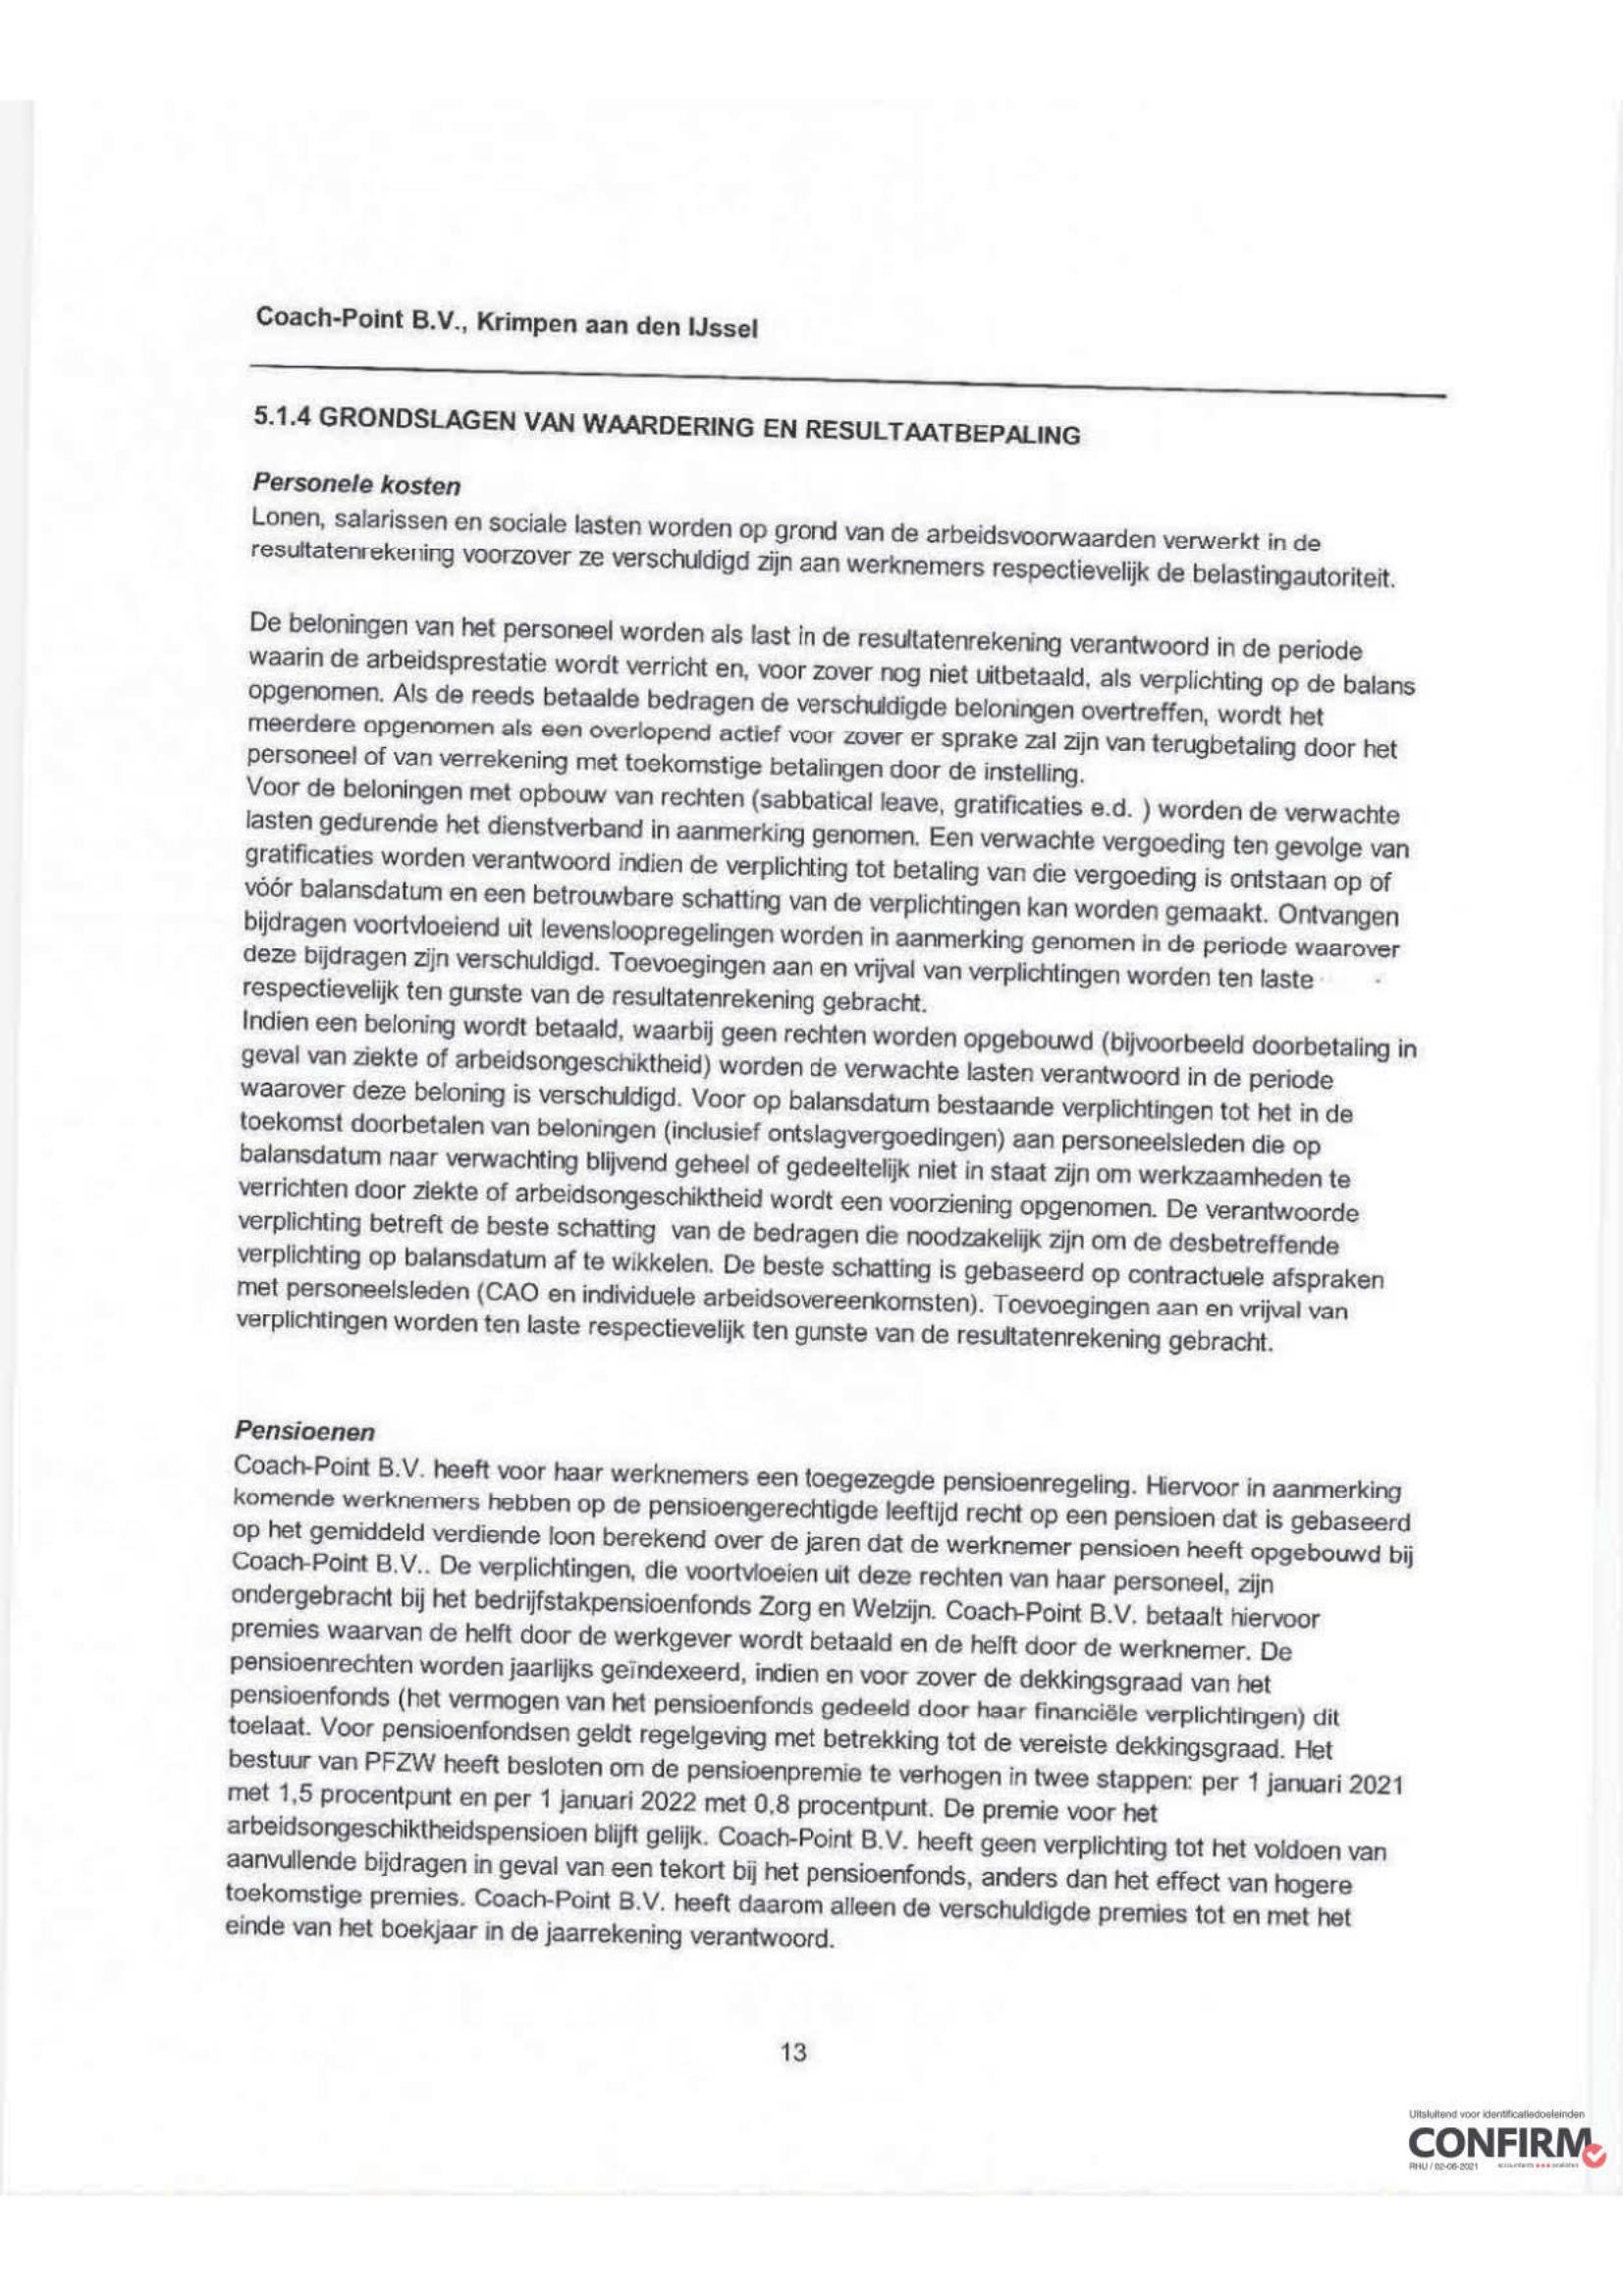 Coach-Point B.V., Krimpen aan den IJssel
5.1.4 GRONDSLAGEN VAN WAARDERING EN RESULTAATBEPALING
Personele kosten
Lonen, salarissen en sociale lasten worden op grond van de arbeidsvoorwaarden verwerkt in de
resultatenrekening voorzover ze verschuldigd zijn aan werknemers respectievelijk de belastingautoriteit.
De beloningen van het personeel worden als last in de resultatenrekening verantwoord in de periode
waarin de arbeidsprestatie wordt verricht en, voor zover nog niet uitbetaald, als verplichting op de balans
opgenomen. Als de reeds betaalde bedragen de verschuldigde beloningen overtreffen, wordt het
meerdere opgenomen als een overlopend actief voor zover er sprake zal zijn van terugbetaling door het
personeel of van verrekening met toekomstige betalingen door de instelling.
Voor de beloningen met opbouw van rechten (sabbatical leave, gratificaties e.d. ) worden de verwachte
lasten gedurende het dienstverband in aanmerking genomen. Een verwachte vergoeding ten gevolge van
gratificaties worden verantwoord indien de verplichting tot betaling van die vergoeding is ontstaan op of
vóór balansdatum en een betrouwbare schatting van de verplichtingen kan worden gemaakt. Ontvangen
bijdragen voortvloeiend uit levensloopregelingen worden in aanmerking genomen in de periode waarover
deze bijdragen zijn verschuldigd. Toevoegingen aan en vrijval van verplichtingen worden ten laste
respectievelijk ten gunste van de resultatenrekening gebracht.
Indien een beloning wordt betaald, waarbij geen rechten worden opgebouwd (bijvoorbeeld doorbetaling in
geval van ziekte of arbeidsongeschiktheid) worden de verwachte lasten verantwoord in de periode
waarover deze beloning is verschuldigd. Voor op balansdatum bestaande verplichtingen tot het in de
toekomst doorbetalen van beloningen (inclusief ontslagvergoedingen) aan personeelsleden die op
balansdatum naar verwachting blijvend geheel of gedeeltelijk niet in staat zijn om werkzaamheden te
verrichten door ziekte of arbeidsongeschiktheid wordt een voorziening opgenomen. De verantwoorde
verplichting betreft de beste schatting van de bedragen die noodzakelijk zijn om de desbetreffende
verplichting op balansdatum af te wikkelen. De beste schatting is gebaseerd op contractuele afspraken
met personeelsleden (CAO en individuele arbeidsovereenkomsten). Toevoegingen aan en vrijval van
verplichtingen worden ten laste respectievelijk ten gunste van de resultatenrekening gebracht.
Pensioenen
Coach-Point B.V. heeft voor haar werknemers een toegezegde pensioenregeling. Hiervoor in aanmerking
komende werknemers hebben op de pensioengerechtigde leeftijd recht op een pensioen dat is gebaseerd
op het gemiddeld verdiende loon berekend over de jaren dat de werknemer pensioen heeft opgebouwd bij
Coach-Point B.V.. De verplichtingen, die voortvloeien uit deze rechten van haar personeel, zijn
ondergebracht bij het bedrijfstakpensioenfonds Zorg en Welzijn. Coach-Point B.V. betaalt hiervoor
premies waarvan de helft door de werkgever wordt betaald en de helft door de werknemer. De
pensioenrechten worden jaarlijks geïndexeerd, indien en voor zover de dekkingsgraad van het
pensioenfonds (het vermogen van het pensioenfonds gedeeld door haar financiële verplichtingen) dit
toelaat. Voor pensioenfondsen geldt regelgeving met betrekking tot de vereiste dekkingsgraad. Het
bestuur van PFZW heeft besloten om de pensioenpremie te verhogen in twee stappen: per 1 januari 2021
met 1,5 procentpunt en per 1 januari 2022 met 0,8 procentpunt. De premie voor het
arbeidsongeschiktheidspensioen blijft gelijk. Coach-Point B.V. heeft geen verplichting tot het voldoen van
aanvullende bijdragen in geval van een tekort bij het pensioenfonds, anders dan het effect van hogere
toekomstige premies. Coach-Point B.V. heeft daarom alleen de verschuldigde premies tot en met het
einde van het boekjaar in de jaarrekening verantwoord.
13
Uitsluitend voor identificatiedoeleinden
CONFIRM
RHU / 02-06-2021